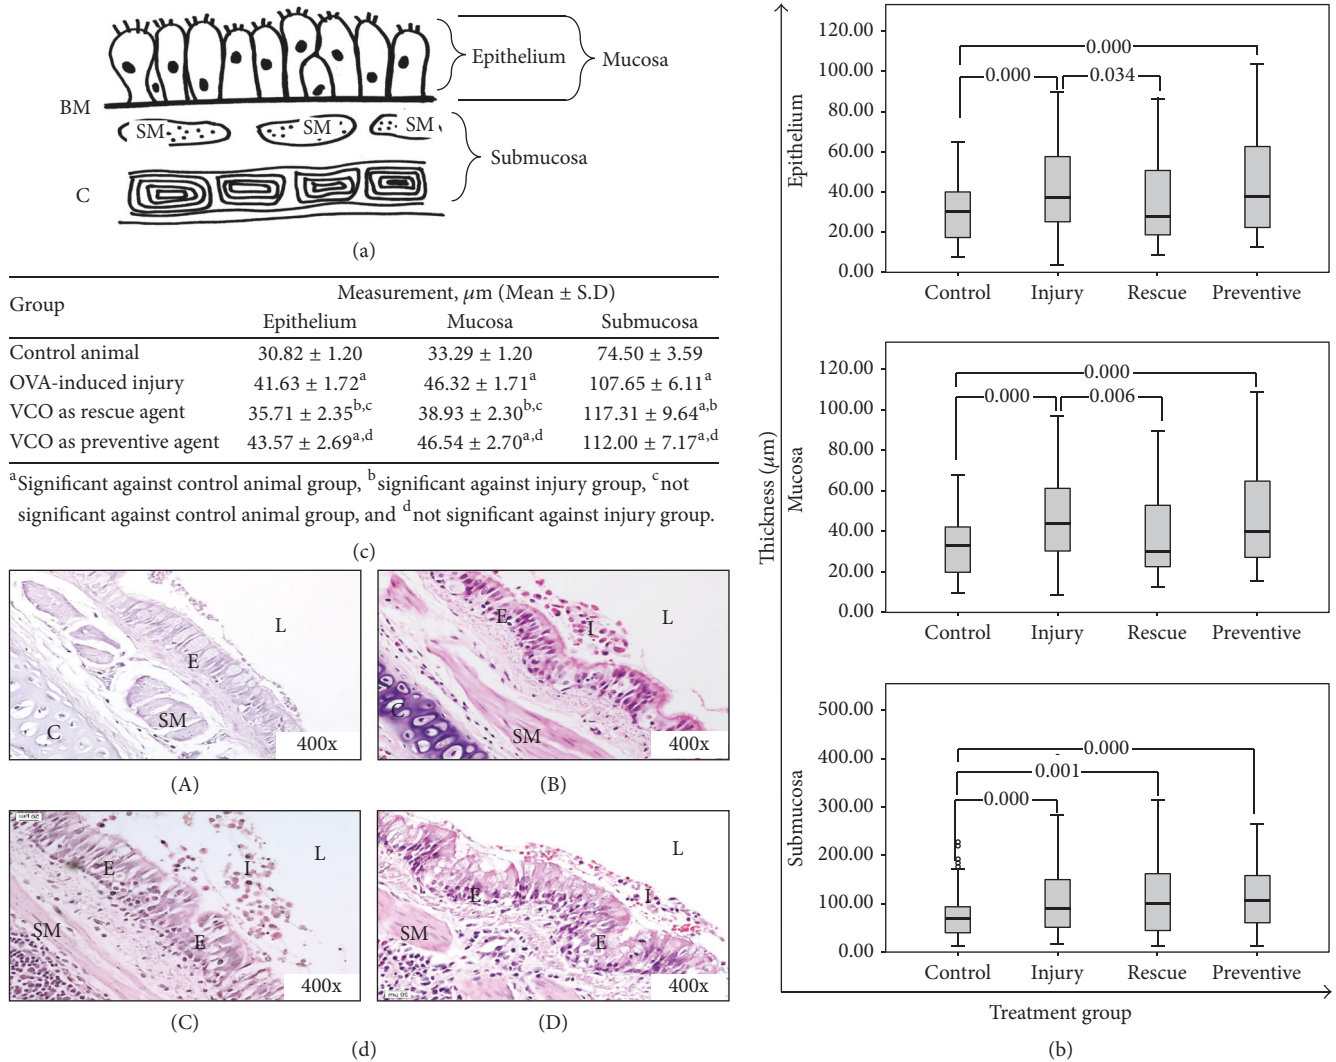 Epithelium
Mucosa
BM
SM
SM
SM
Submucosa
C
(a)
Group
Measurement, μm (Mean ± S.D)
Epithelium Mucosa Submucosa
Control animal 30.82 ± 1.20 33.29 ± 1.20 74.50 ± 3.59
OVA-induced injury 41.63 ± 1.72a 46.32 ± 1.71a 107.65 ± 6.11a
VCO as rescue agent 35.71 ± 2.35b,c 38.93 ± 2.30b,c 117.31 ± 9.64a,b
VCO as preventive agent 43.57 ± 2.69a,d 46.54 ± 2.70a,d 112.00 ± 7.17a,d
aSignificant against control animal group, bsignificant against injury group, cnot
significant against control animal group, and dnot significant against injury group.
(c)
L
E
SM
C
400x
(A)
E
I
L
C
SM
400x
(B)
20 μm
L
E
I
SM
E
400x
(C)
L
E
I
SM
E
20 μm
400x
(D)
(d)
Thickness (μm)
Epithelium
120.00
100.00
80.00
60.00
40.00
20.00
0.00
0.000
0.000
0.034
Control Injury Rescue Preventive
Mucosa
120.00
100.00
80.00
60.00
40.00
20.00
0.00
0.000
0.000
0.006
Control Injury Rescue Preventive
Submucosa
500.00
400.00
300.00
200.00
100.00
0.00
0.000
0.001
0.000
Control Injury Rescue Preventive
Treatment group
(b)